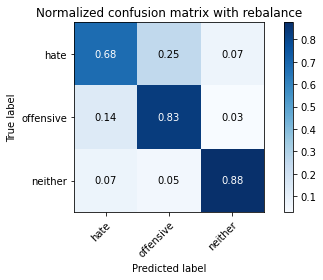 Normalized confusion matrix with rebalance
True label
hate
0.68 0.25 0.07
offensive
0.14 0.83 0.03
neither
0.07 0.05 0.88
hate offensive neither
Predicted label
0.8
0.7
0.6
0.5
0.4
0.3
0.2
0.1